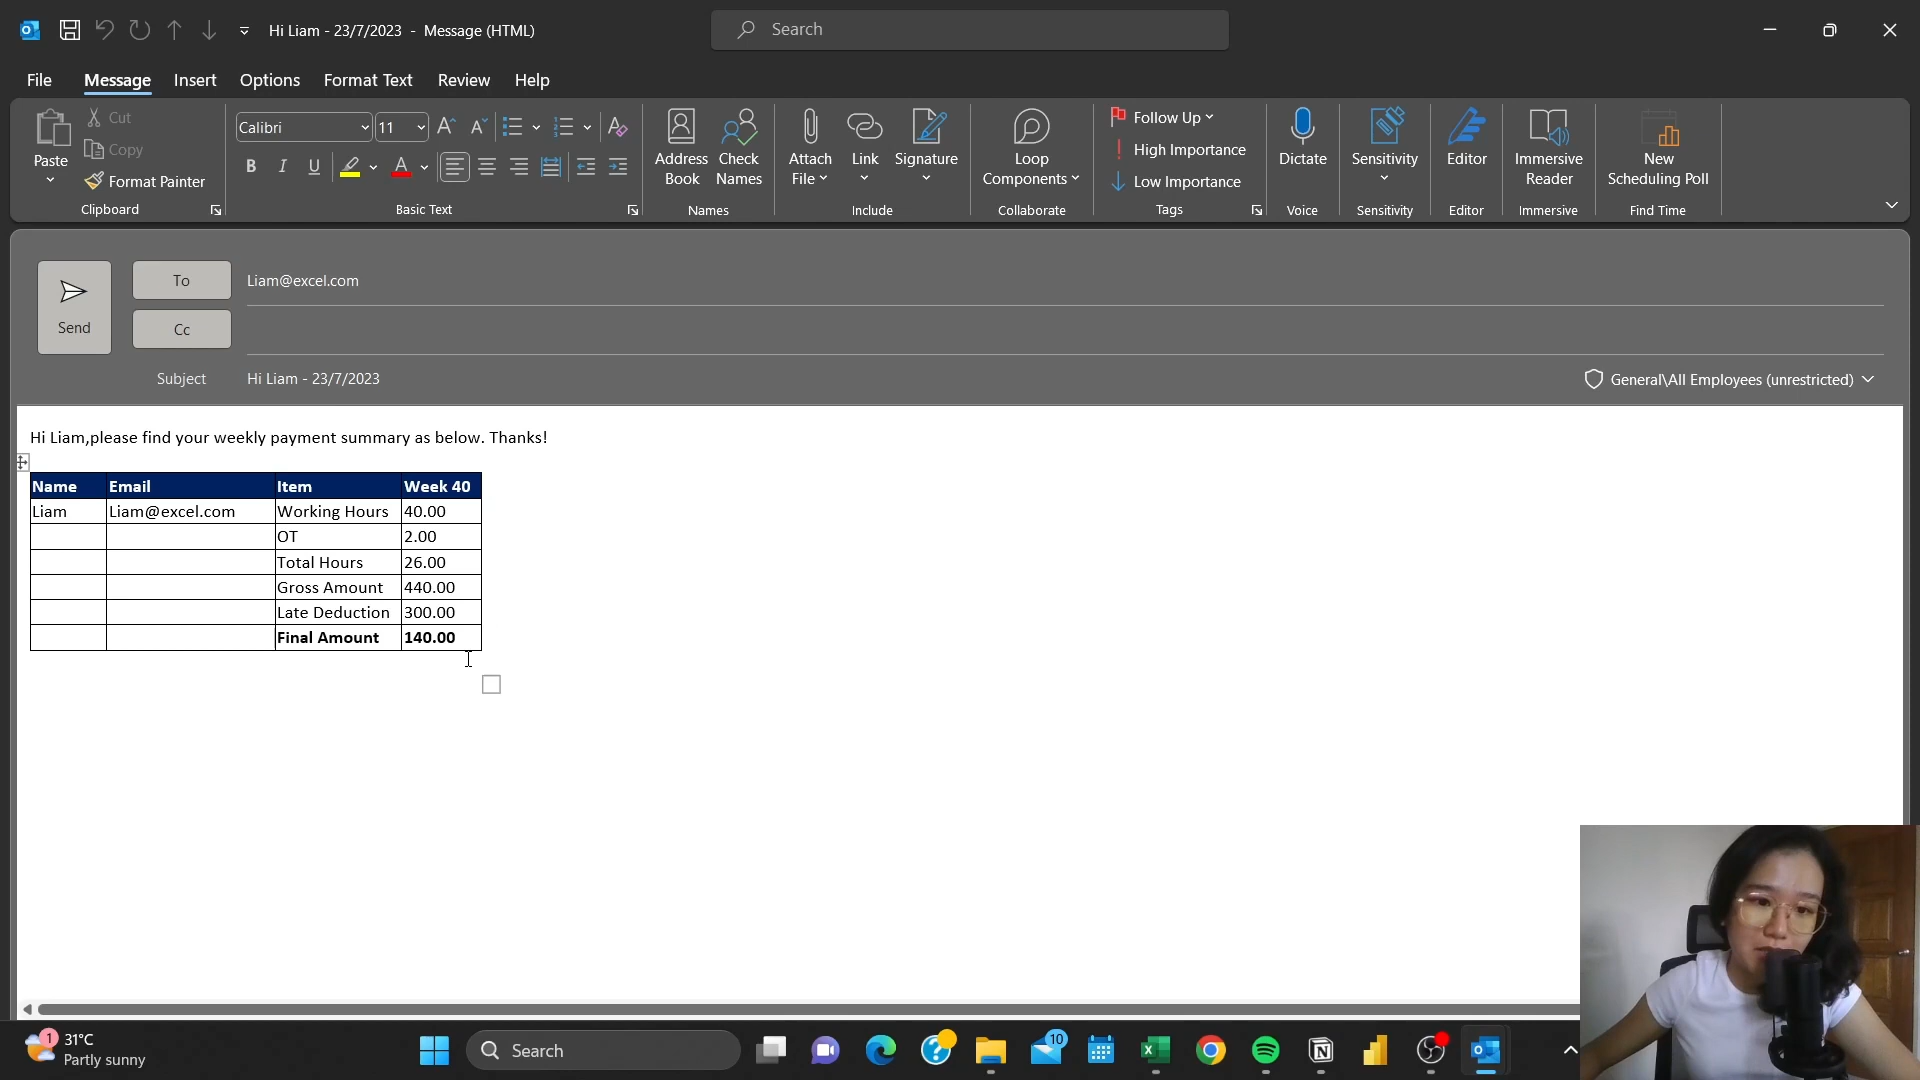 Hi Liam - 23/7/2023 - Message (HTML)
Search
File Message Insert Options Format Text Review Help
Paste
Cut
Copy
Format Painter
Clipboard
Calibri
11
B I U
A
Basic Text
Address Book
Check Names
Names
Attach File
Link
Signature
Include
Loop Components
Collaborate
Follow Up
High Importance
Low Importance
Tags
Dictate
Voice
Sensitivity
Sensitivity
Editor
Editor
Immersive Reader
Immersive
New Scheduling Poll
Find Time
Send
To
Liam@excel.com
Cc
Subject
Hi Liam - 23/7/2023
General\All Employees (unrestricted)
Hi Liam,please find your weekly payment summary as below. Thanks!
Name Email Item Week 40
Liam Liam@excel.com Working Hours 40.00
OT 2.00
Total Hours 26.00
Gross Amount 440.00
Late Deduction 300.00
Final Amount 140.00
1
31°C
Partly sunny
Search
10